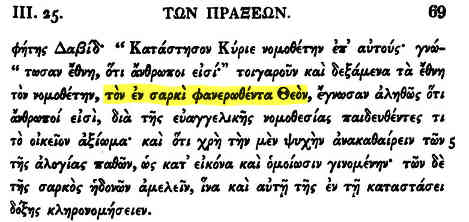 III. 25. ΤΩΝ ΠΡΑΞΕΩΝ. 69
φήτης Δαβίδ· “ Κατάστησον Κύριε νομοθέτην ἐπ’ αὐτούς· γνώ-
“ τωσαν ἔθνη, ὅτι ἄνθρωποι εἰσί·” τοιγαροῦν καὶ δεξάμενα τὰ ἔθνη
τὸν νομοθέτην, τὸν ἐν σαρκὶ φανερωθέντα Θεὸν, ἔγνωσαν ἀληθῶς ὅτι
ἄνθρωποί εἰσι, διὰ τῆς εὐαγγελικῆς νομοθεσίας παιδευθέντες τι
τὸ οἰκεῖον ἀξίωμα· καὶ ὅτι χρὴ τὴν μὲν ψυχὴν ἀνακαθαίρειν τῶν 5
τῆς ἀλογίας παθῶν, ὡς κατ’ εἰκόνα καὶ ὁμοίωσιν γινομένην· τῶν δὲ
τῆς σαρκὸς ἡδονῶν ἀμελεῖν, ἵνα καὶ αὐτῇ τῆς ἐν τῇ καταστάσει
δόξης κληρονομήσειεν.